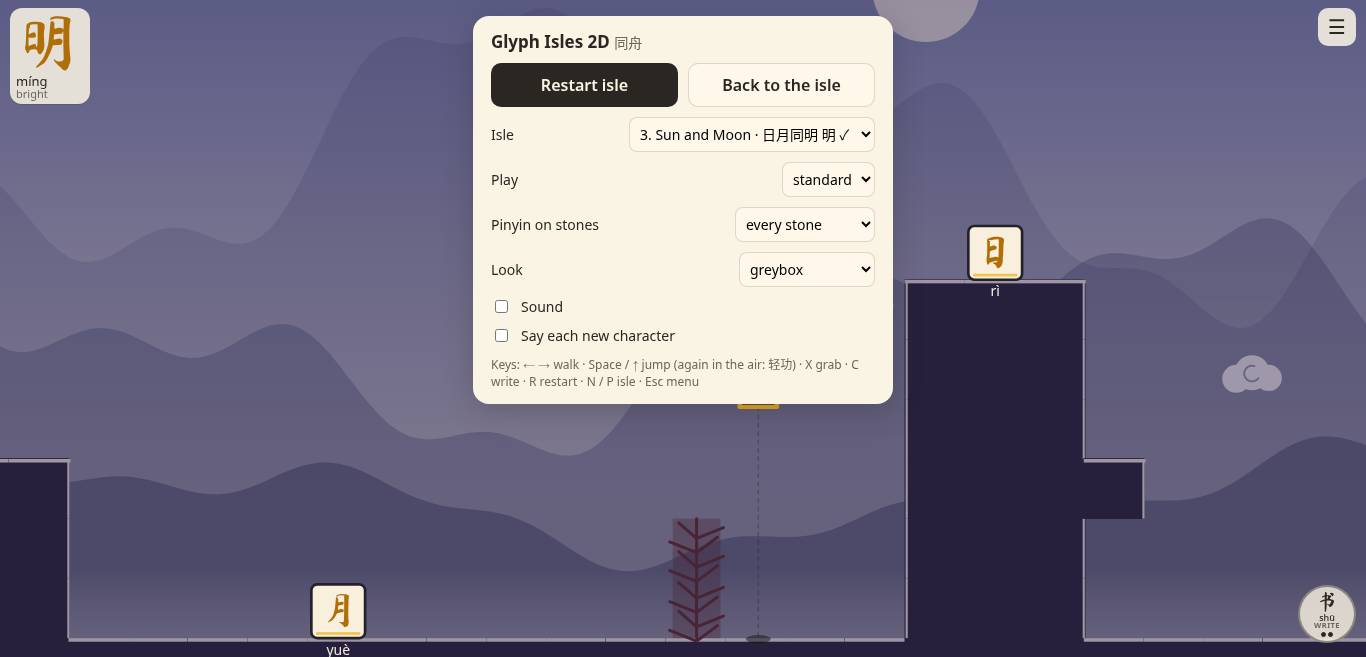 明
míng
bright
Glyph Isles 2D 同舟
Restart isle
Back to the isle
Isle
3. Sun and Moon · 日月同明 明 ✓
Play
standard
Pinyin on stones
every stone
Look
greybox
Sound
Say each new character
Keys: ← → walk · Space / ↑ jump (again in the air: 轻功) · X grab · C
write · R restart · N / P isle · Esc menu
日
rì
月
yuè
书
shū
WRITE